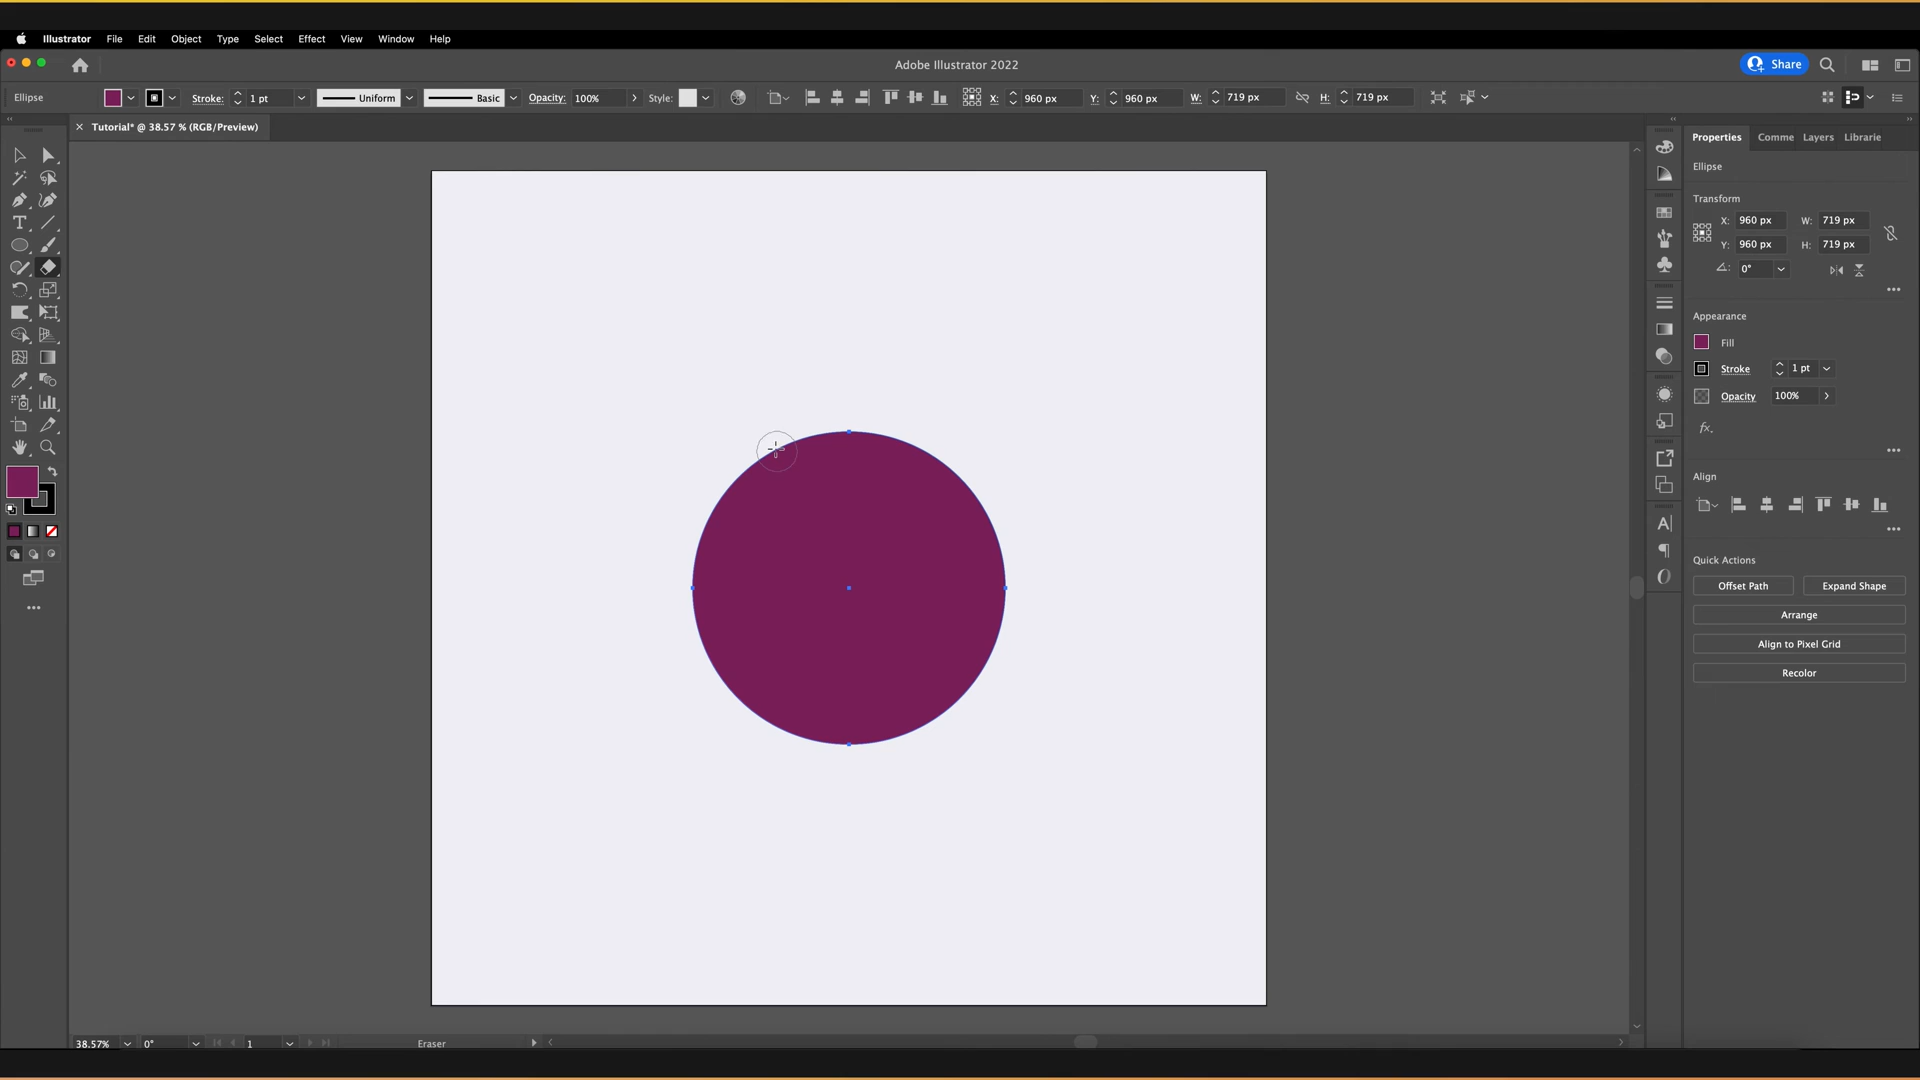 Illustrator File Edit Object Type Select Effect View Window Help
Adobe Illustrator 2022
Share
Ellipse Stroke: 1 pt Uniform Basic Opacity: 100% Style: X: 960 px Y: 960 px W: 719 px H: 719 px
Tutorial* @ 38.57 % (RGB/Preview)
Properties Comme Layers Librarie
Ellipse
Transform
X: 960 px W: 719 px
Y: 960 px H: 719 px
0°
Appearance
Fill
Stroke 1 pt
Opacity 100%
fx.
Align
Quick Actions
Offset Path Expand Shape
Arrange
Align to Pixel Grid
Recolor
38.57% 0° 1 Eraser